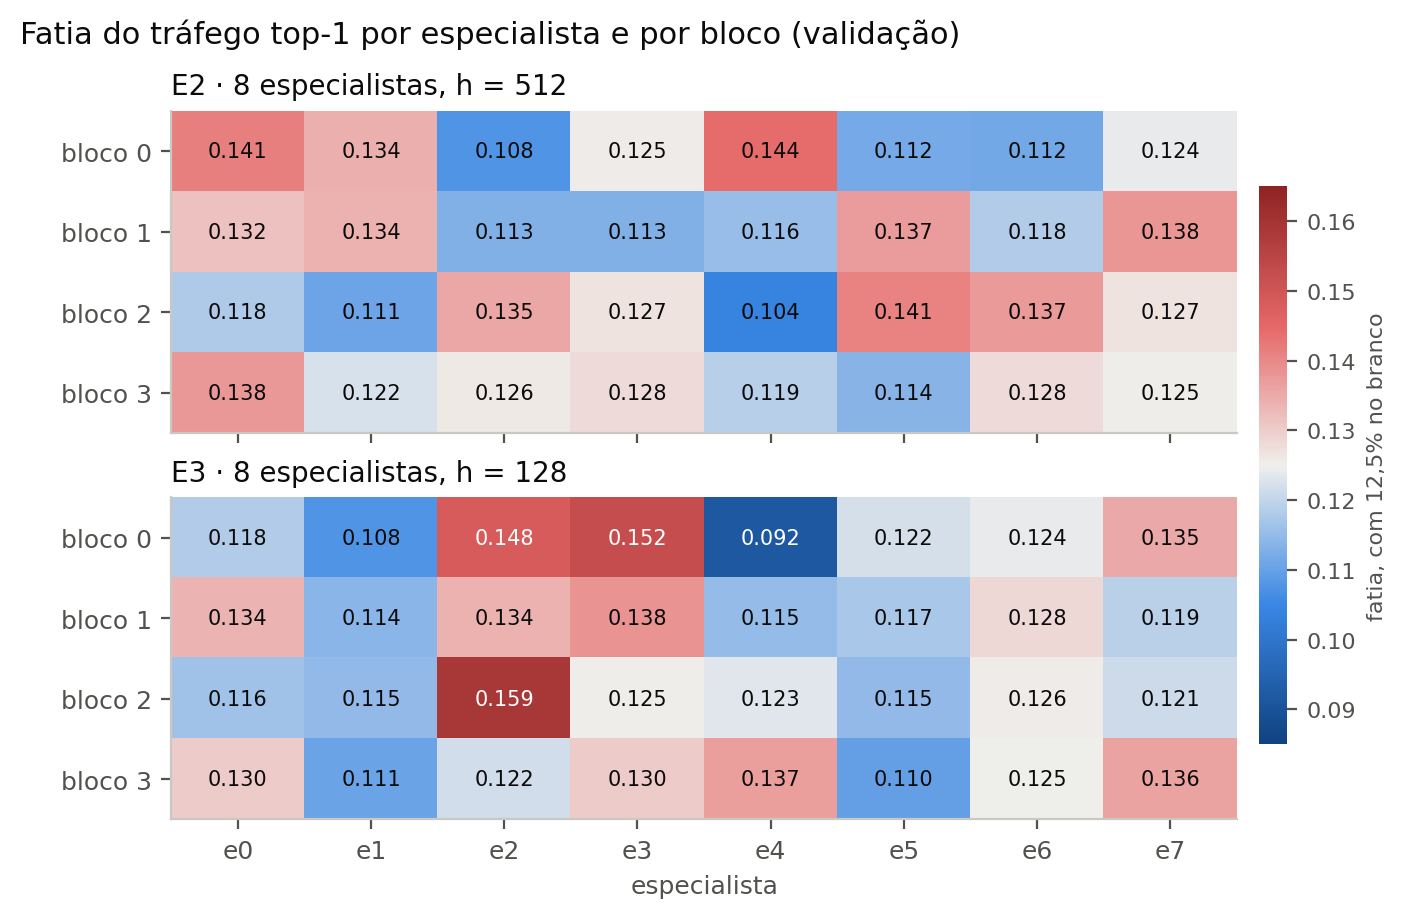 Fatia do tráfego top-1 por especialista e por bloco (validação)
E2 · 8 especialistas, h = 512
bloco 0 0.141 0.134 0.108 0.125 0.144 0.112 0.112 0.124
bloco 1 0.132 0.134 0.113 0.113 0.116 0.137 0.118 0.138
bloco 2 0.118 0.111 0.135 0.127 0.104 0.141 0.137 0.127
bloco 3 0.138 0.122 0.126 0.128 0.119 0.114 0.128 0.125
E3 · 8 especialistas, h = 128
bloco 0 0.118 0.108 0.148 0.152 0.092 0.122 0.124 0.135
bloco 1 0.134 0.114 0.134 0.138 0.115 0.117 0.128 0.119
bloco 2 0.116 0.115 0.159 0.125 0.123 0.115 0.126 0.121
bloco 3 0.130 0.111 0.122 0.130 0.137 0.110 0.125 0.136
e0 e1 e2 e3 e4 e5 e6 e7
especialista
0.16
0.15
0.14
0.13
0.12
0.11
0.10
0.09
fatia, com 12,5% no branco